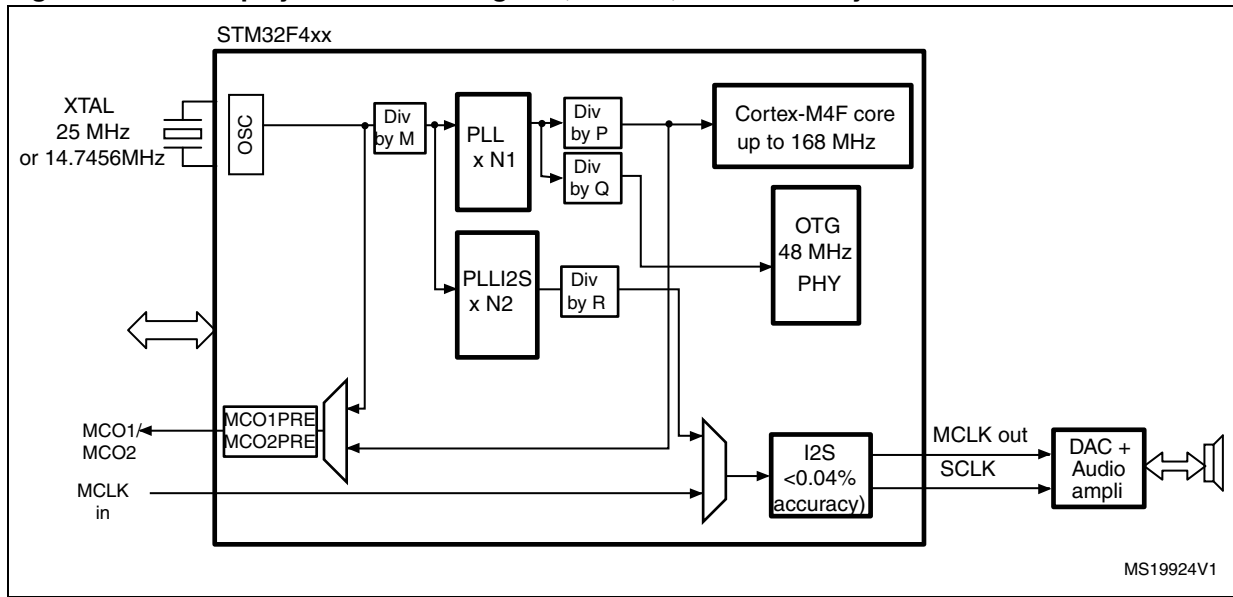 STM32F4xx
XTAL
25 MHz
or 14.7456MHz
OSC
Div
by M
PLL
x N1
Div
by P
Div
by Q
Cortex-M4F core
up to 168 MHz
OTG
48 MHz
PHY
PLLI2S
x N2
Div
by R
MCO1/
MCO2
MCO1PRE
MCO2PRE
MCLK
in
I2S
<0.04%
accuracy)
MCLK out
SCLK
DAC +
Audio
ampli
MS19924V1